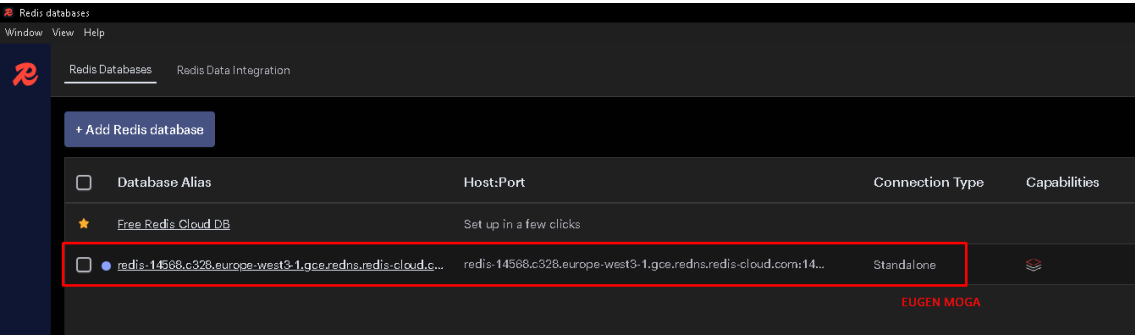 Redis databases
Window View Help
Redis Databases Redis Data Integration
+ Add Redis database
Database Alias Host:Port Connection Type Capabilities
Free Redis Cloud DB Set up in a few clicks
redis-14568.c328.europe-west3-1.gce.redns.redis-cloud.c... redis-14568.c328.europe-west3-1.gce.redns.redis-cloud.com:14... Standalone
EUGEN MOGA